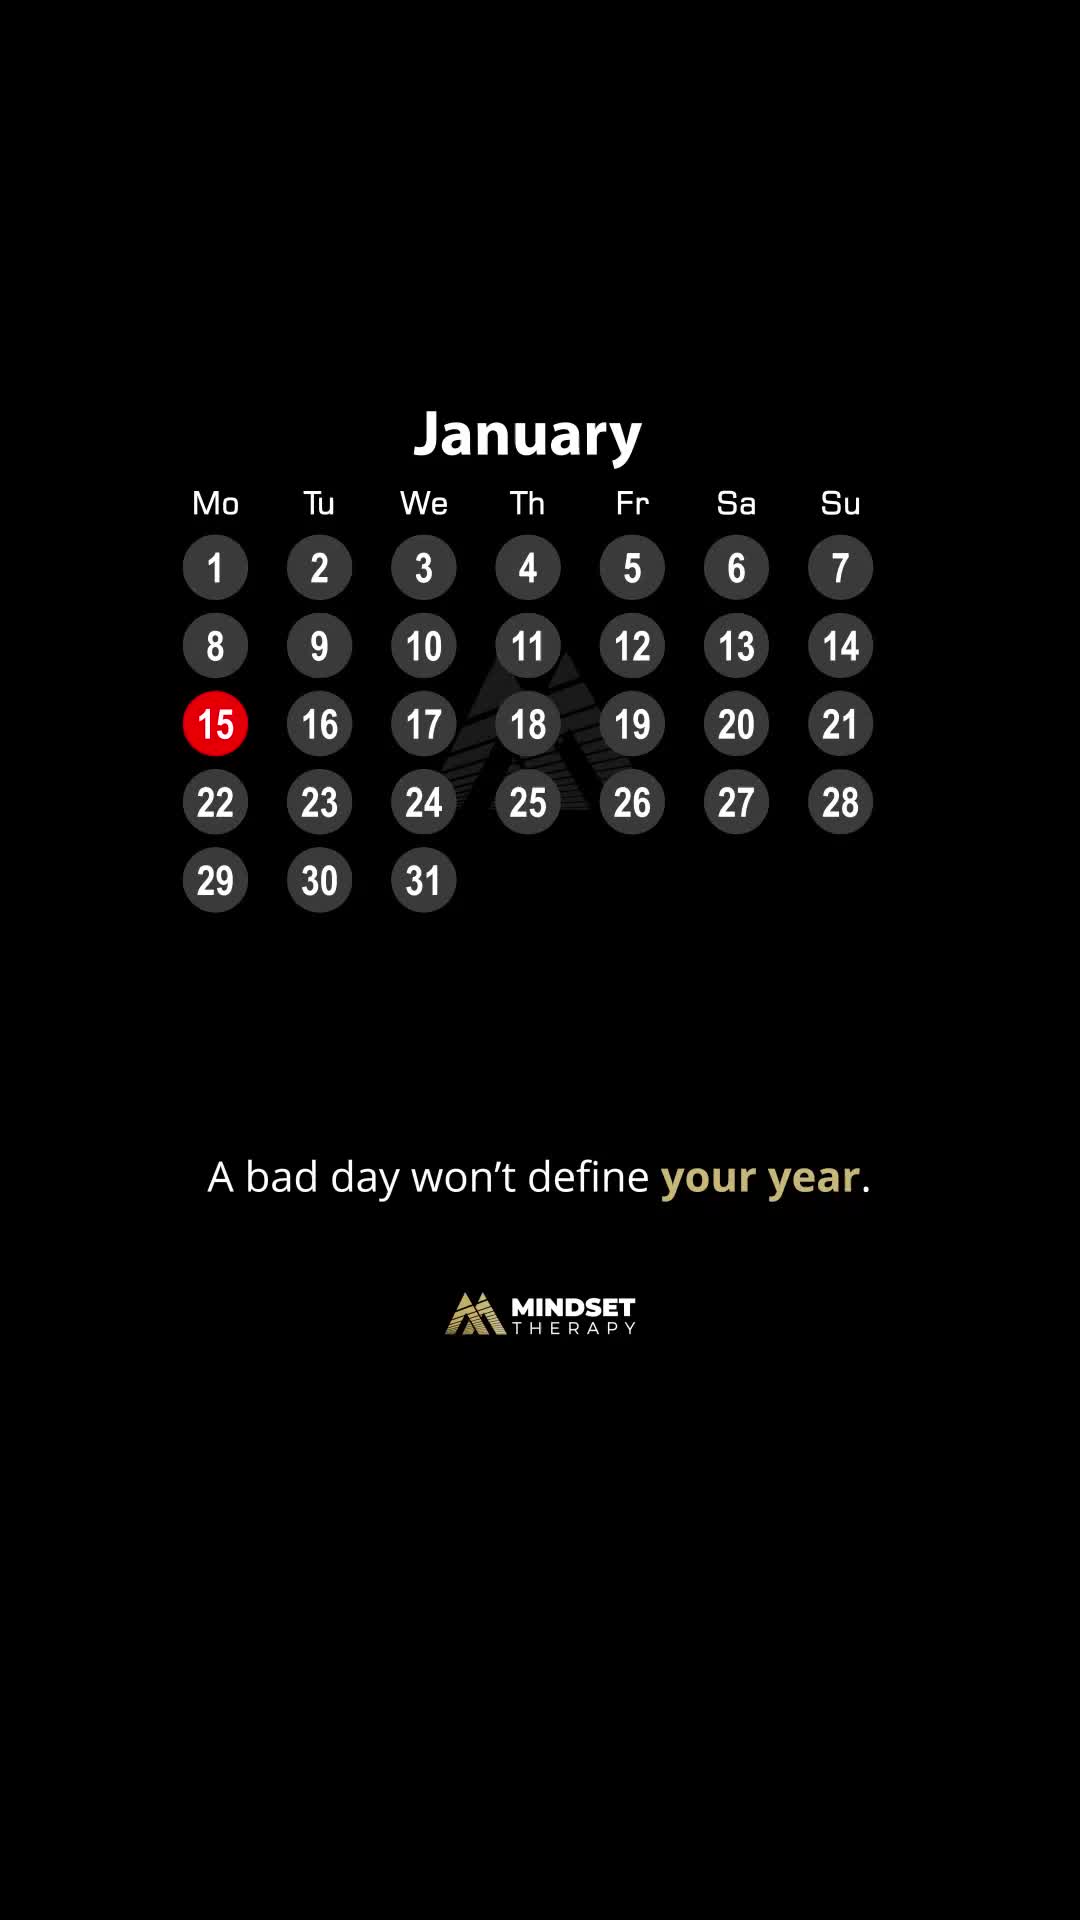 January
Mo Tu We Th Fr Sa Su
1 2 3 4 5 6 7
8 9 10 11 12 13 14
15 16 17 18 19 20 21
22 23 24 25 26 27 28
29 30 31
A bad day won’t define your year.
MINDSET
THERAPY